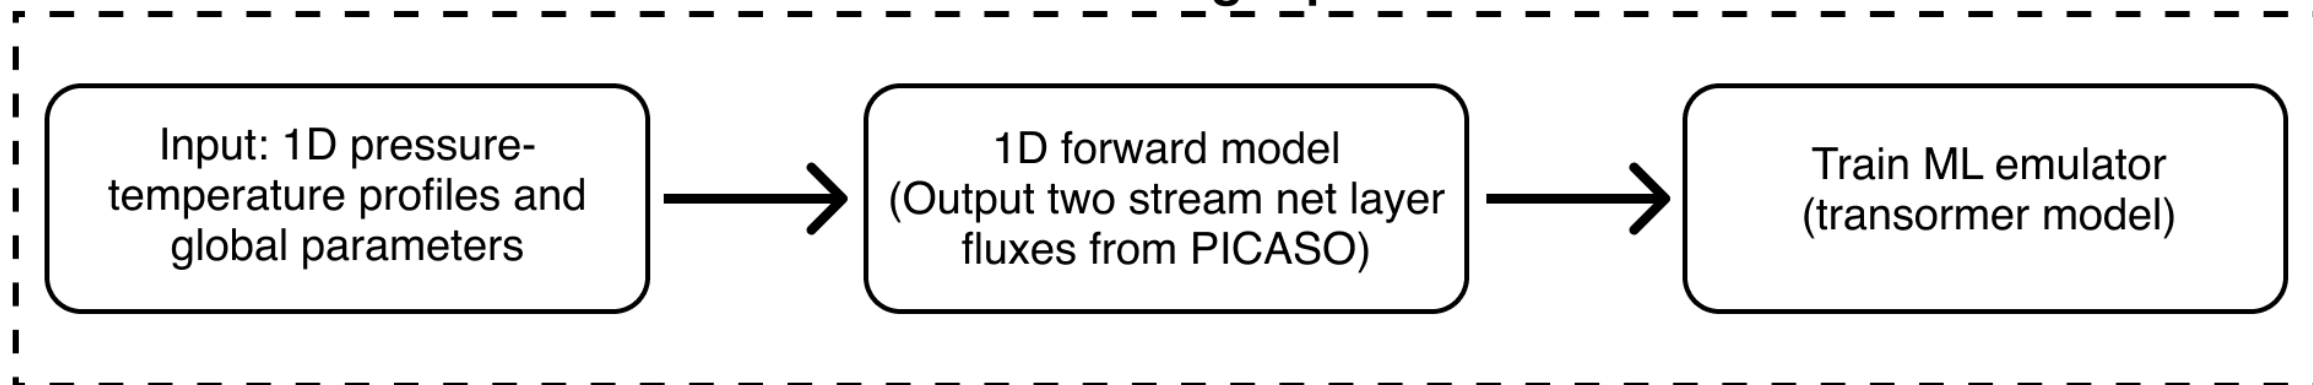 Input: 1D pressure-
temperature profiles and
global parameters
1D forward model
(Output two stream net layer
fluxes from PICASO)
Train ML emulator
(transormer model)